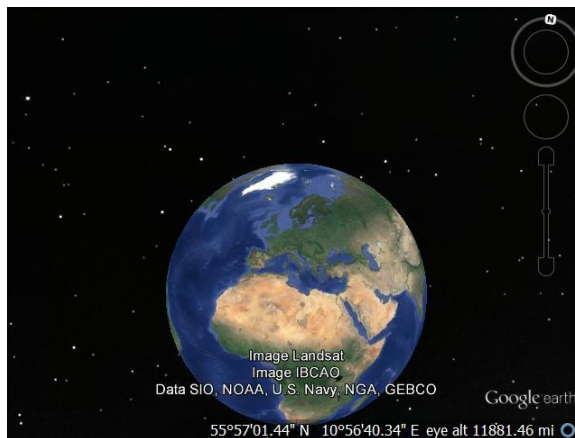 N
Image Landsat
Image IBCAO
Data SIO, NOAA, U.S. Navy, NGA, GEBCO
Google earth
55°57'01.44" N 10°56'40.34" E eye alt 11881.46 mi